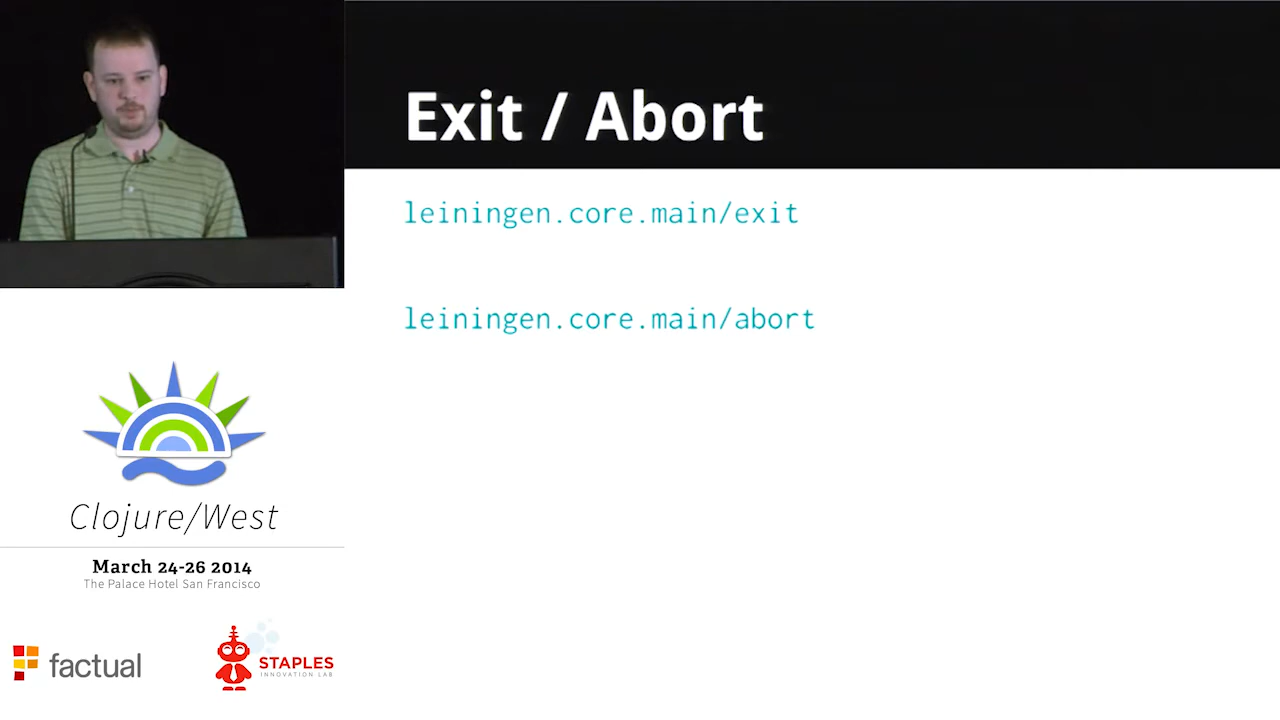 Exit / Abort
leiningen.core.main/exit
leiningen.core.main/abort
Clojure/West
March 24-26 2014
The Palace Hotel San Francisco
factual
STAPLES
INNOVATION LAB